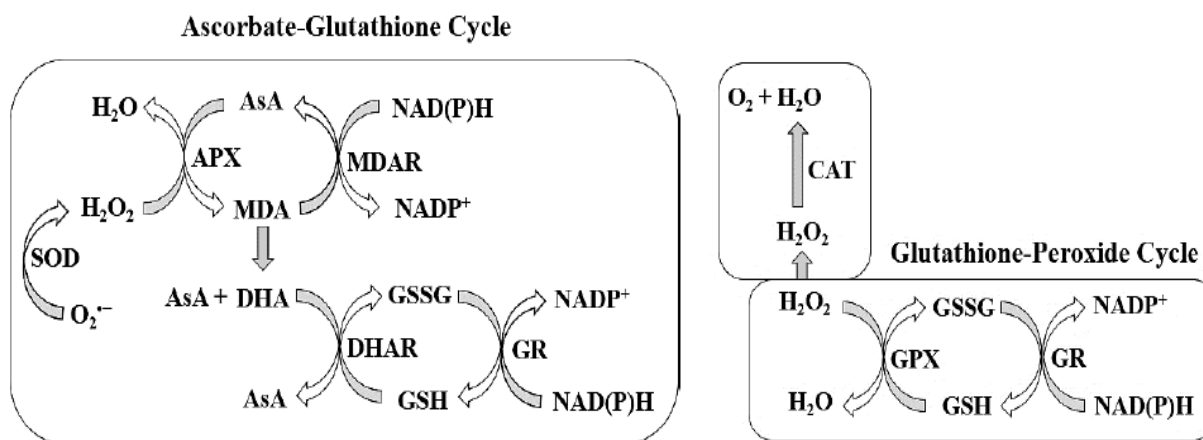 Ascorbate-Glutathione Cycle
H₂O AsA NAD(P)H
APX MDAR
H₂O₂ MDA NADP⁺
SOD
O₂•− AsA + DHA GSSG NADP⁺
DHAR GR
AsA GSH NAD(P)H
O₂ + H₂O
CAT
H₂O₂
Glutathione-Peroxide Cycle
H₂O₂ GSSG NADP⁺
GPX GR
H₂O GSH NAD(P)H